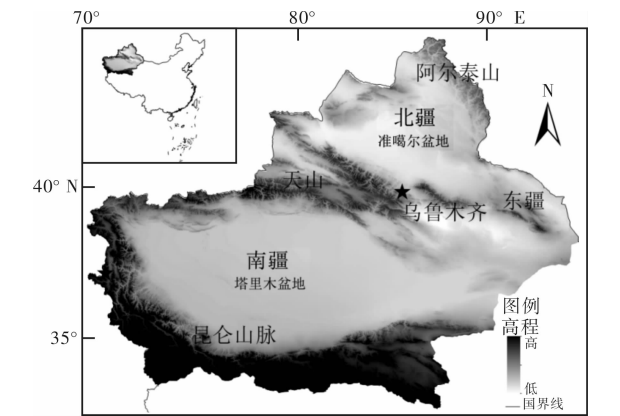 70°
80°
90° E
阿尔泰山
N
北疆
准噶尔盆地
40° N
天山
东疆
乌鲁木齐
南疆
塔里木盆地
图例
高程
高
昆仑山脉
35°
低
国界线